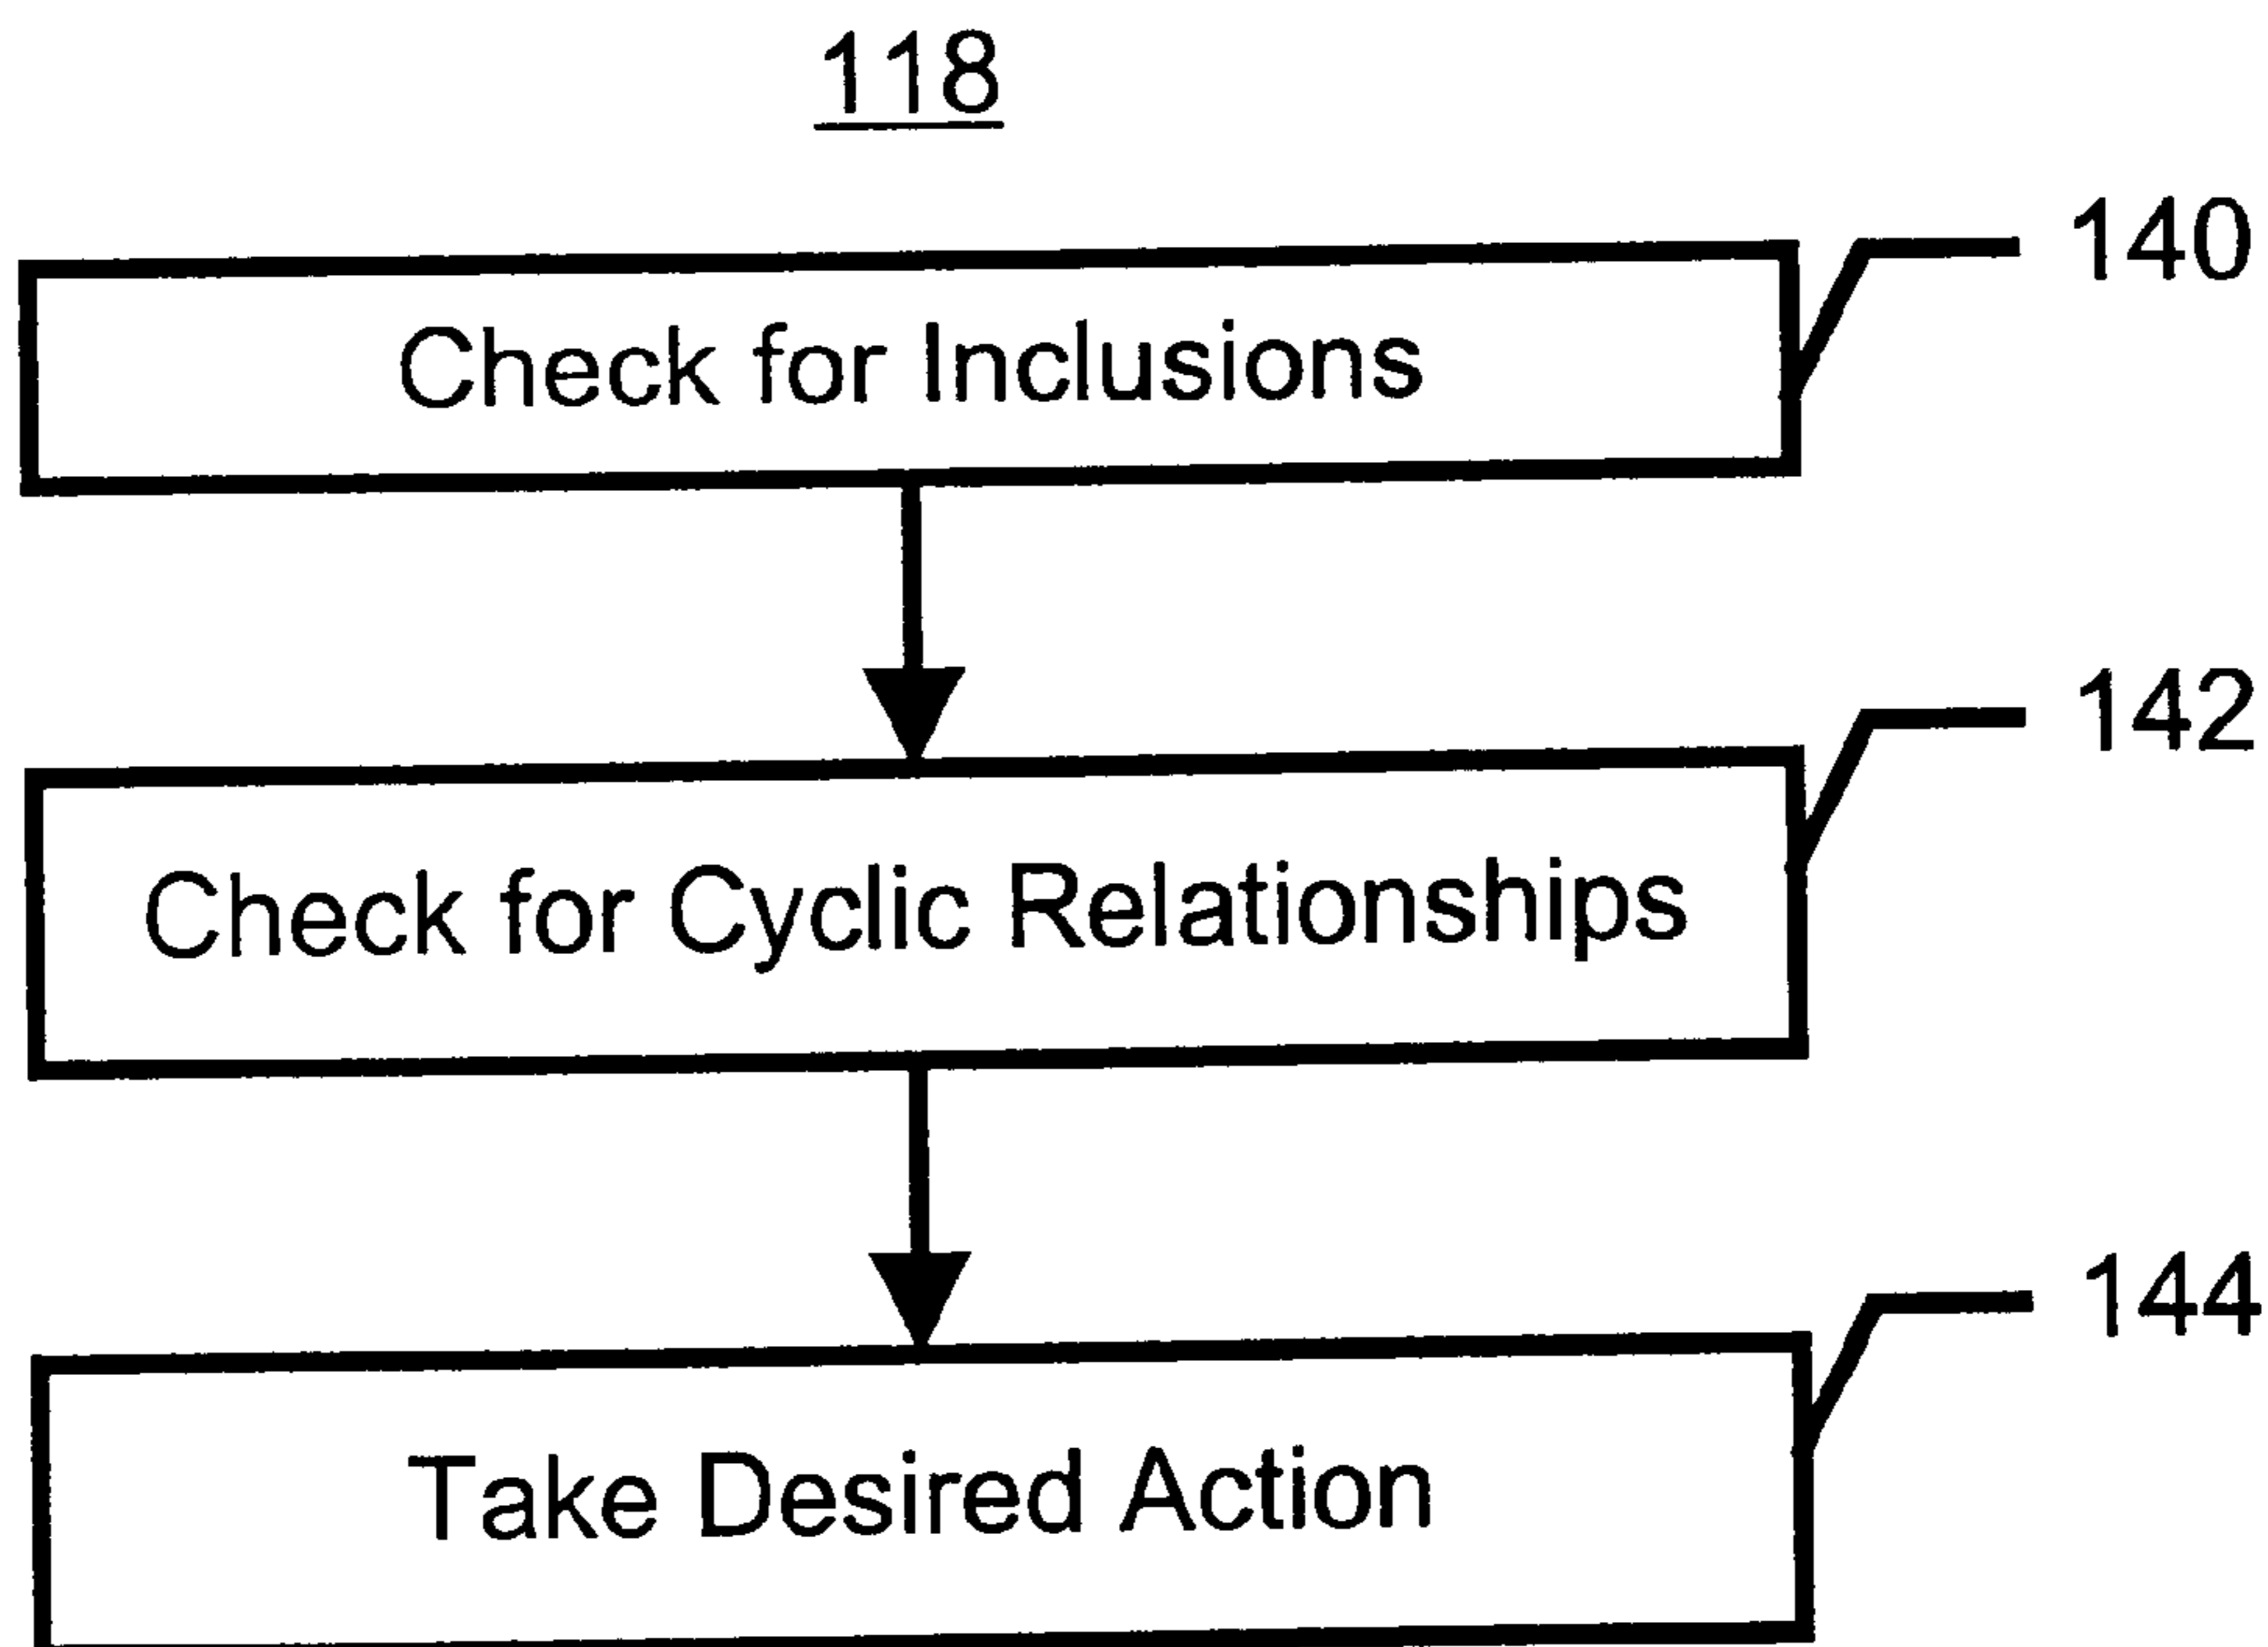 118
140
Check for Inclusions
142
Check for Cyclic Relationships
144
Take Desired Action